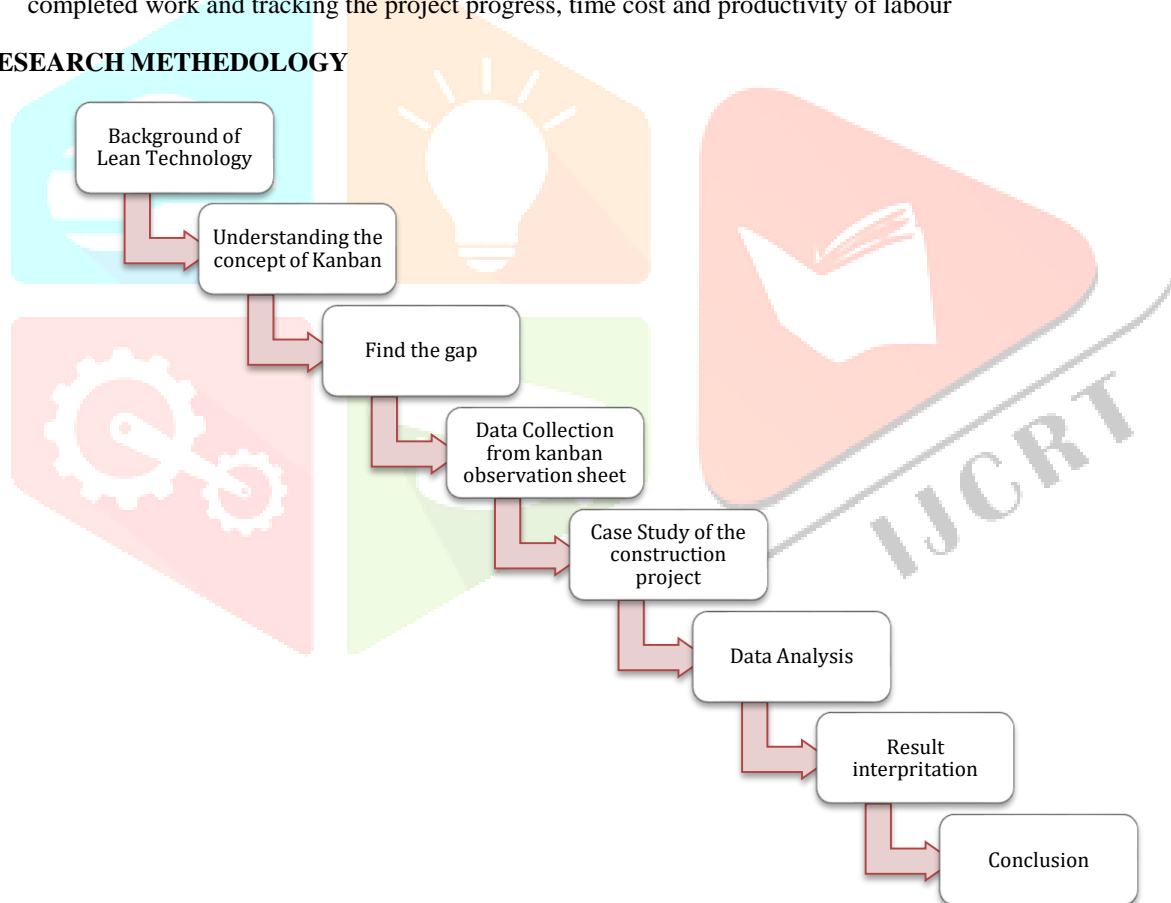 completed work and tracking the project progress, time cost and productivity of labour
ESEARCH METHEDOLOGY
Background of
Lean Technology
Understanding the
concept of Kanban
Find the gap
Data Collection
from kanban
observation sheet
Case Study of the
construction
project
Data Analysis
Result
interpritation
Conclusion
IJCRT